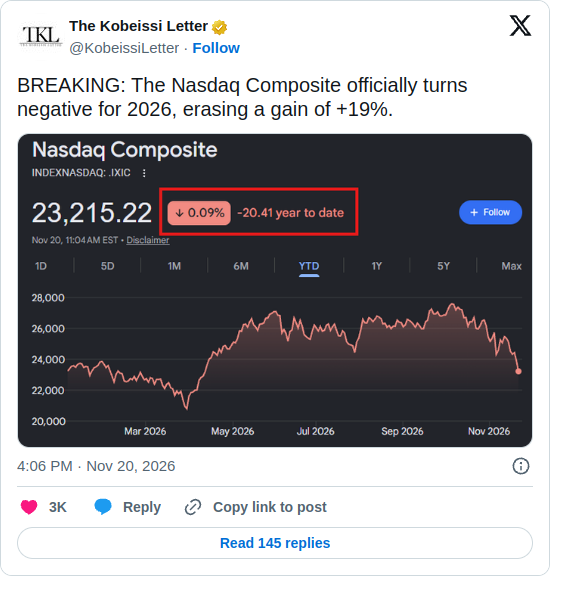 TKL
THE KOBEISSI LETTER
The Kobeissi Letter
@KobeissiLetter · Follow
X
BREAKING: The Nasdaq Composite officially turns
negative for 2026, erasing a gain of +19%.
Nasdaq Composite
INDEXNASDAQ: .IXIC
23,215.22 ↓ 0.09% -20.41 year to date
+ Follow
Nov 20, 11:04 AM EST • Disclaimer
1D 5D 1M 6M YTD 1Y 5Y Max
28,000
26,000
24,000
22,000
20,000
Mar 2026 May 2026 Jul 2026 Sep 2026 Nov 2026
4:06 PM · Nov 20, 2026
3K Reply Copy link to post
Read 145 replies